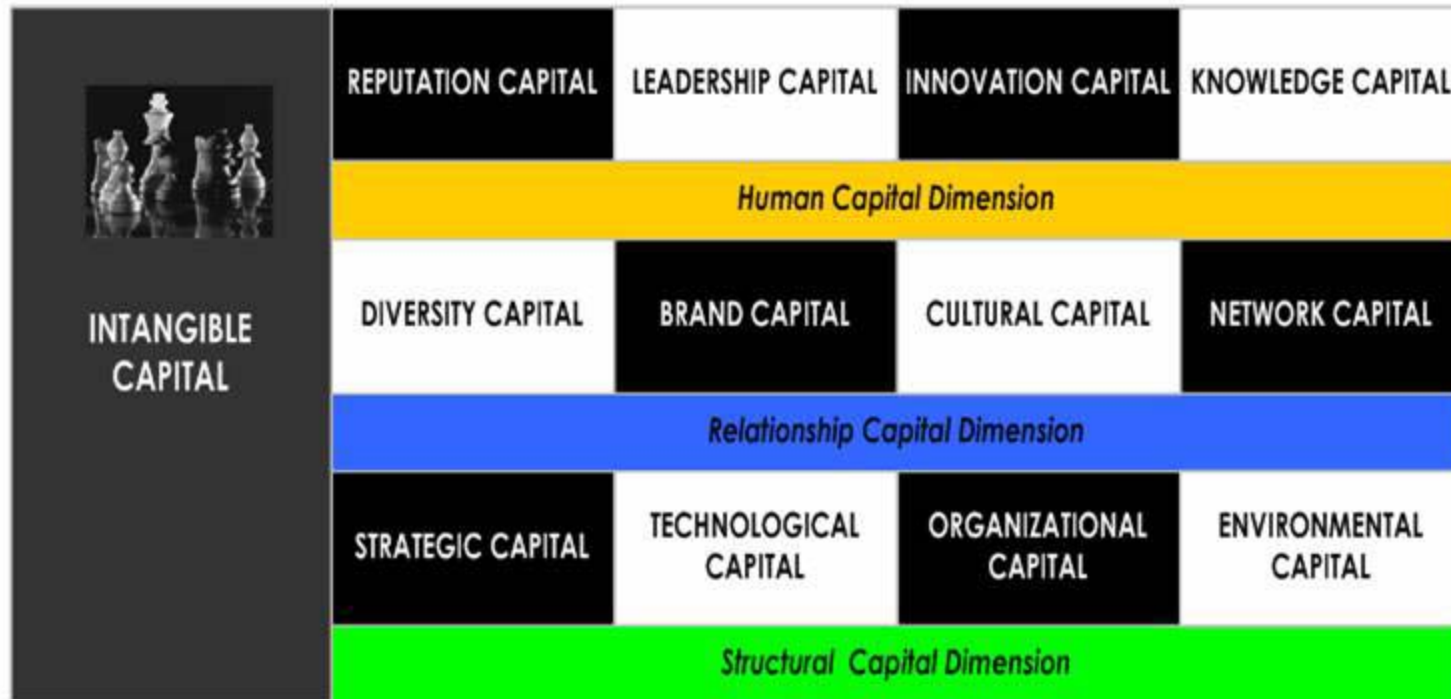 INTANGIBLE
CAPITAL
REPUTATION CAPITAL
LEADERSHIP CAPITAL
INNOVATION CAPITAL
KNOWLEDGE CAPITAL
Human Capital Dimension
DIVERSITY CAPITAL
BRAND CAPITAL
CULTURAL CAPITAL
NETWORK CAPITAL
Relationship Capital Dimension
STRATEGIC CAPITAL
TECHNOLOGICAL
CAPITAL
ORGANIZATIONAL
CAPITAL
ENVIRONMENTAL
CAPITAL
Structural Capital Dimension